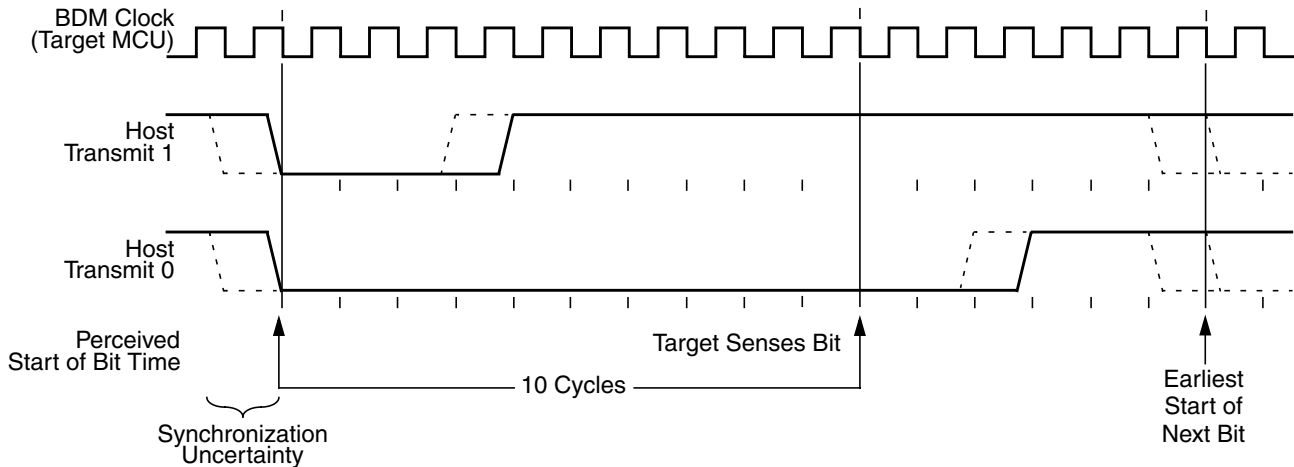 BDM Clock
(Target MCU)
Host
Transmit 1
Host
Transmit 0
Perceived
Start of Bit Time
Target Senses Bit
10 Cycles
Earliest
Start of
Next Bit
Synchronization
Uncertainty